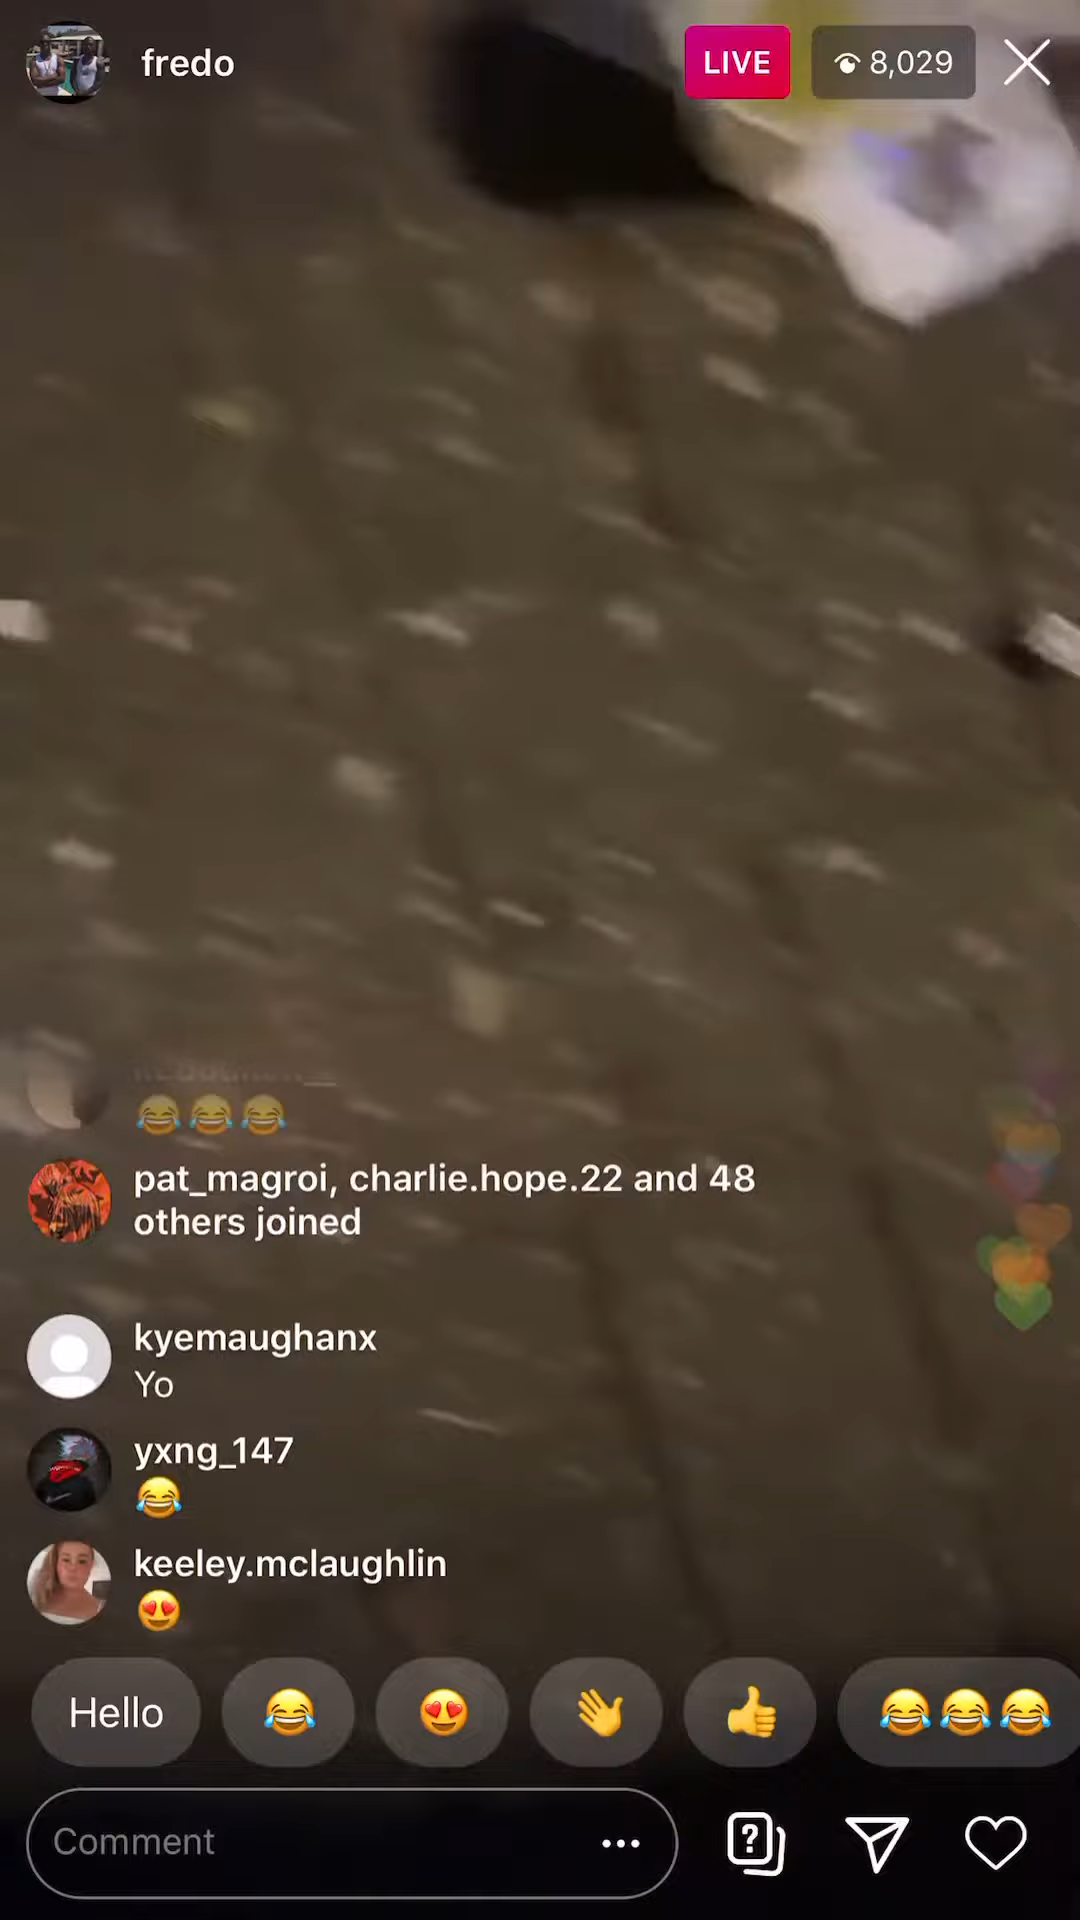 fredo
LIVE
8,029
😂😂😂
pat_magroi, charlie.hope.22 and 48
others joined
kyemaughanx
Yo
yxng_147
😂
keeley.mclaughlin
😍
Hello
😂
😍
👋
👍
😂😂😂
Comment